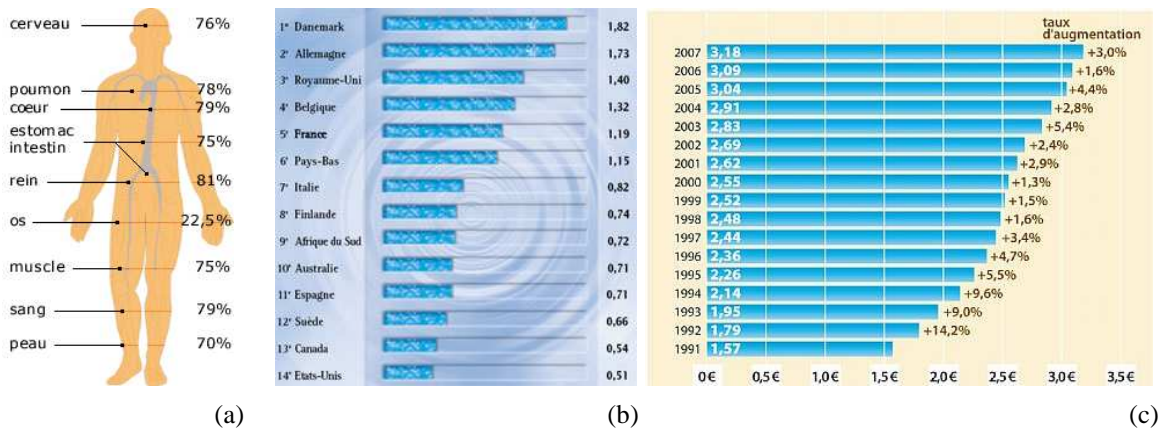 cerveau 76%
poumon 78%
coeur 79%
estomac
intestin 75%
rein 81%
os 22,5%
muscle 75%
sang 79%
peau 70%
(a)
1e Danemark 1,82
2e Allemagne 1,73
3e Royaume-Uni 1,40
4e Belgique 1,32
5e France 1,19
6e Pays-Bas 1,15
7e Italie 0,82
8e Finlande 0,74
9e Afrique du Sud 0,72
10e Australie 0,71
11e Espagne 0,71
12e Suède 0,66
13e Canada 0,54
14e Etats-Unis 0,51
(b)
taux
d'augmentation
2007 3,18 +3,0%
2006 3,09 +1,6%
2005 3,04 +4,4%
2004 2,91 +2,8%
2003 2,83 +5,4%
2002 2,69 +2,4%
2001 2,62 +2,9%
2000 2,55 +1,3%
1999 2,52 +1,5%
1998 2,48 +1,6%
1997 2,44 +3,4%
1996 2,36 +4,7%
1995 2,26 +5,5%
1994 2,14 +9,6%
1993 1,95 +9,0%
1992 1,79 +14,2%
1991 1,57
0€ 0,5€ 1,0€ 1,5€ 2,0€ 2,5€ 3,0€ 3,5€
(c)